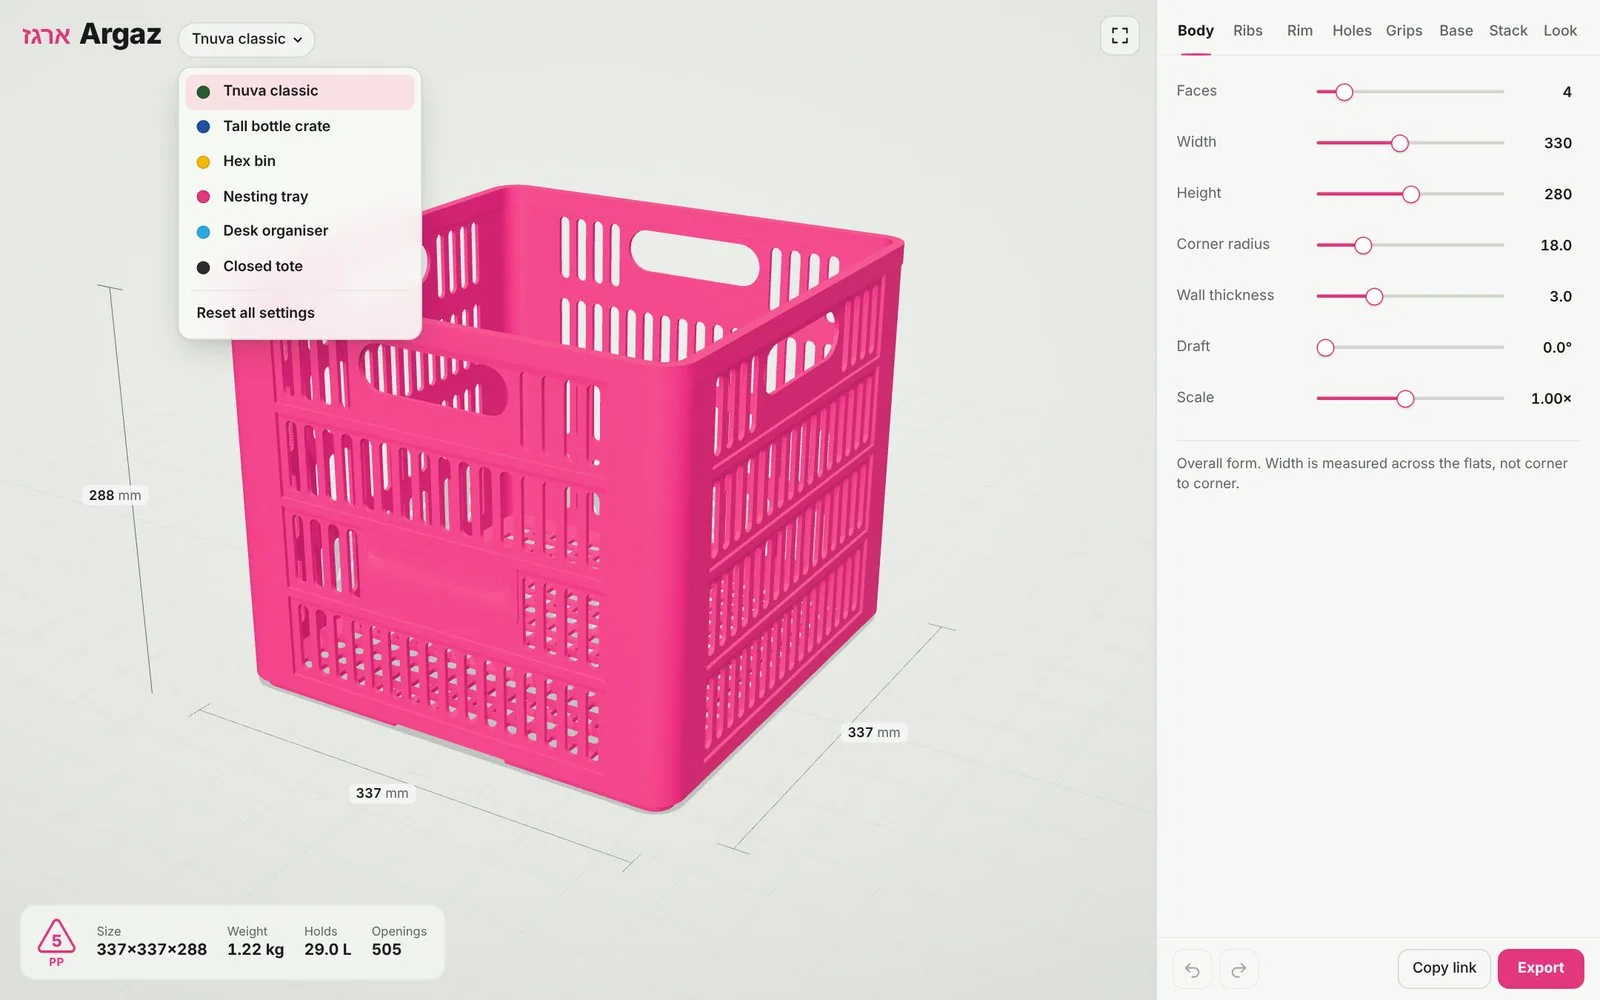 ארגז Argaz
Tnuva classic
Tnuva classic
Tall bottle crate
Hex bin
Nesting tray
Desk organiser
Closed tote
Reset all settings
288 mm
337 mm
337 mm
5
PP
Size
337×337×288
Weight
1.22 kg
Holds
29.0 L
Openings
505
Body Ribs Rim Holes Grips Base Stack Look
Faces 4
Width 330
Height 280
Corner radius 18.0
Wall thickness 3.0
Draft 0.0°
Scale 1.00×
Overall form. Width is measured across the flats, not corner
to corner.
Copy link
Export